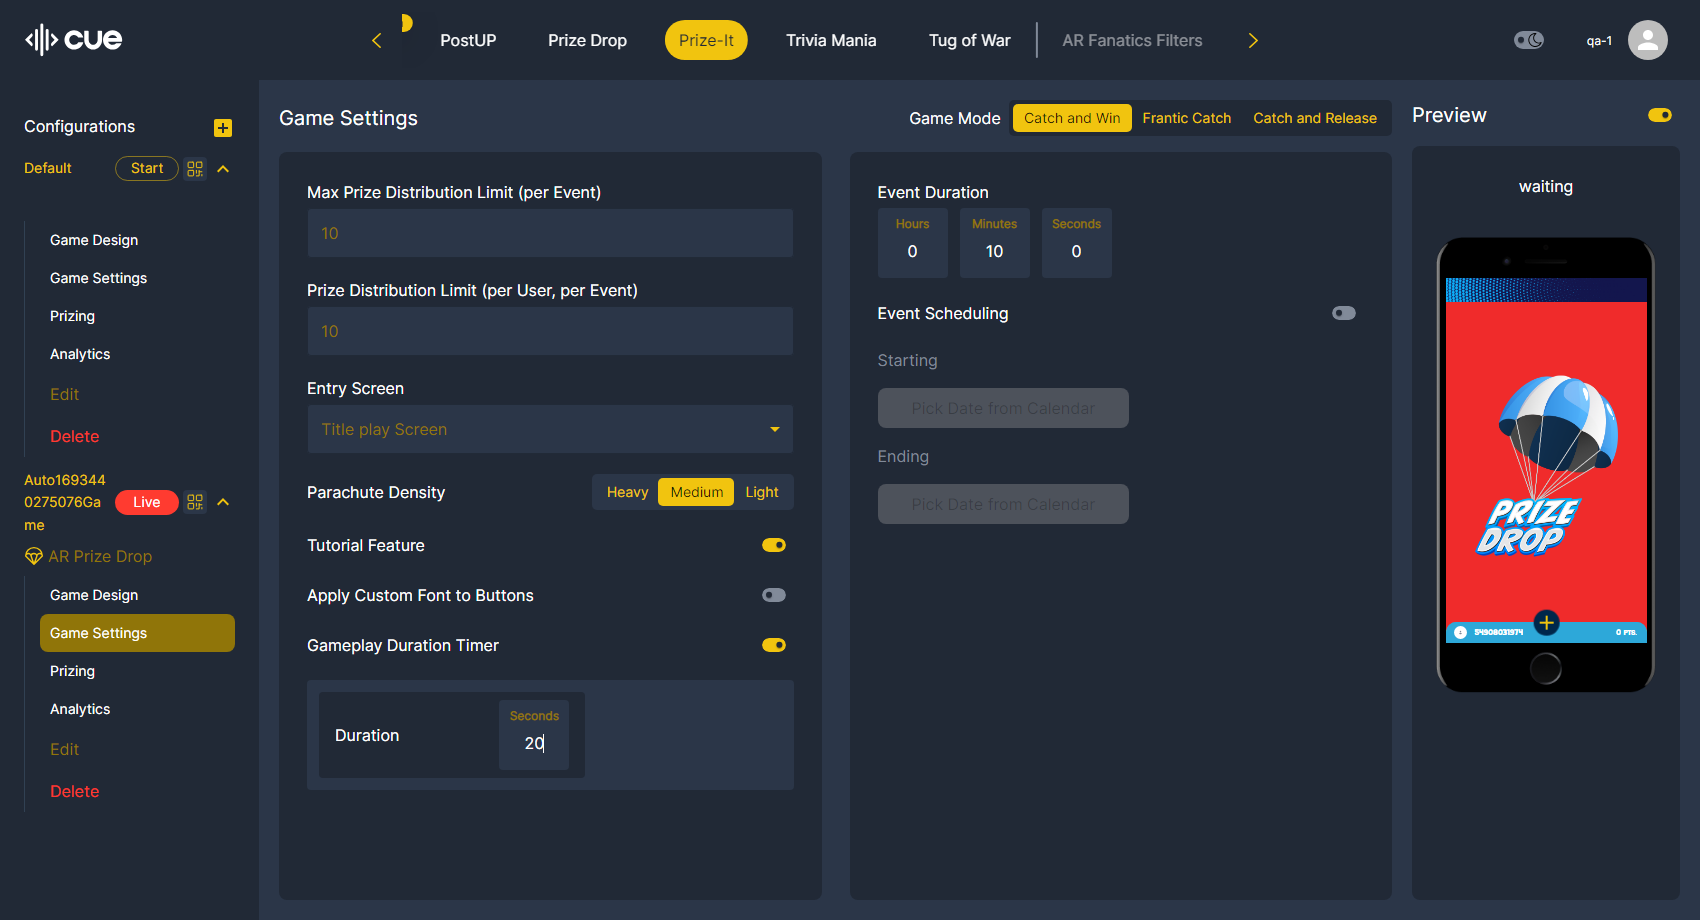 cue
PostUP
Prize Drop
Prize-It
Trivia Mania
Tug of War
AR Fanatics Filters
qa-1
Configurations
Default
Start
Game Design
Game Settings
Prizing
Analytics
Edit
Delete
Auto169344
0275076Ga
me
Live
AR Prize Drop
Game Design
Game Settings
Prizing
Analytics
Edit
Delete
Game Settings
Game Mode
Catch and Win
Frantic Catch
Catch and Release
Max Prize Distribution Limit (per Event)
10
Prize Distribution Limit (per User, per Event)
10
Entry Screen
Title play Screen
Parachute Density
Heavy
Medium
Light
Tutorial Feature
Apply Custom Font to Buttons
Gameplay Duration Timer
Duration
Seconds
20
Event Duration
Hours
0
Minutes
10
Seconds
0
Event Scheduling
Starting
Pick Date from Calendar
Ending
Pick Date from Calendar
Preview
waiting
PRIZE
DROP
54908031974
0 PTS.